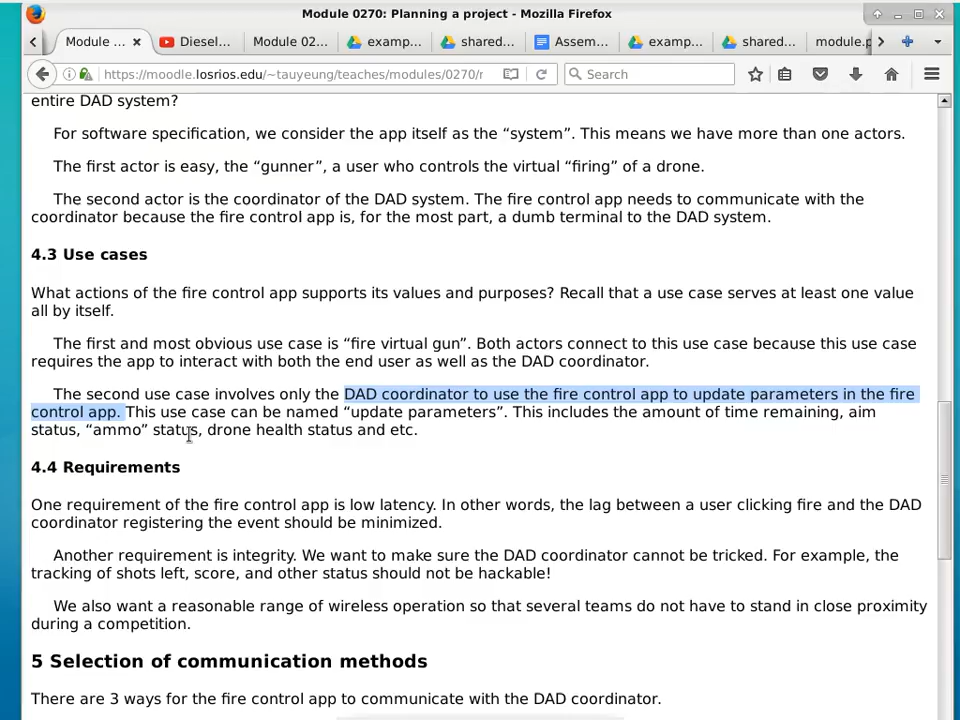 Module 0270: Planning a project - Mozilla Firefox
Module ...
Diesel...
Module 02...
examp...
shared...
Assem...
examp...
shared...
module.p
https://moodle.losrios.edu/~tauyeung/teaches/modules/0270/r
Search
entire DAD system?
For software specification, we consider the app itself as the “system”. This means we have more than one actors.
The first actor is easy, the “gunner”, a user who controls the virtual “firing” of a drone.
The second actor is the coordinator of the DAD system. The fire control app needs to communicate with the
coordinator because the fire control app is, for the most part, a dumb terminal to the DAD system.
4.3 Use cases
What actions of the fire control app supports its values and purposes? Recall that a use case serves at least one value
all by itself.
The first and most obvious use case is “fire virtual gun”. Both actors connect to this use case because this use case
requires the app to interact with both the end user as well as the DAD coordinator.
The second use case involves only the DAD coordinator to use the fire control app to update parameters in the fire
control app. This use case can be named “update parameters”. This includes the amount of time remaining, aim
status, “ammo” status, drone health status and etc.
4.4 Requirements
One requirement of the fire control app is low latency. In other words, the lag between a user clicking fire and the DAD
coordinator registering the event should be minimized.
Another requirement is integrity. We want to make sure the DAD coordinator cannot be tricked. For example, the
tracking of shots left, score, and other status should not be hackable!
We also want a reasonable range of wireless operation so that several teams do not have to stand in close proximity
during a competition.
5 Selection of communication methods
There are 3 ways for the fire control app to communicate with the DAD coordinator.